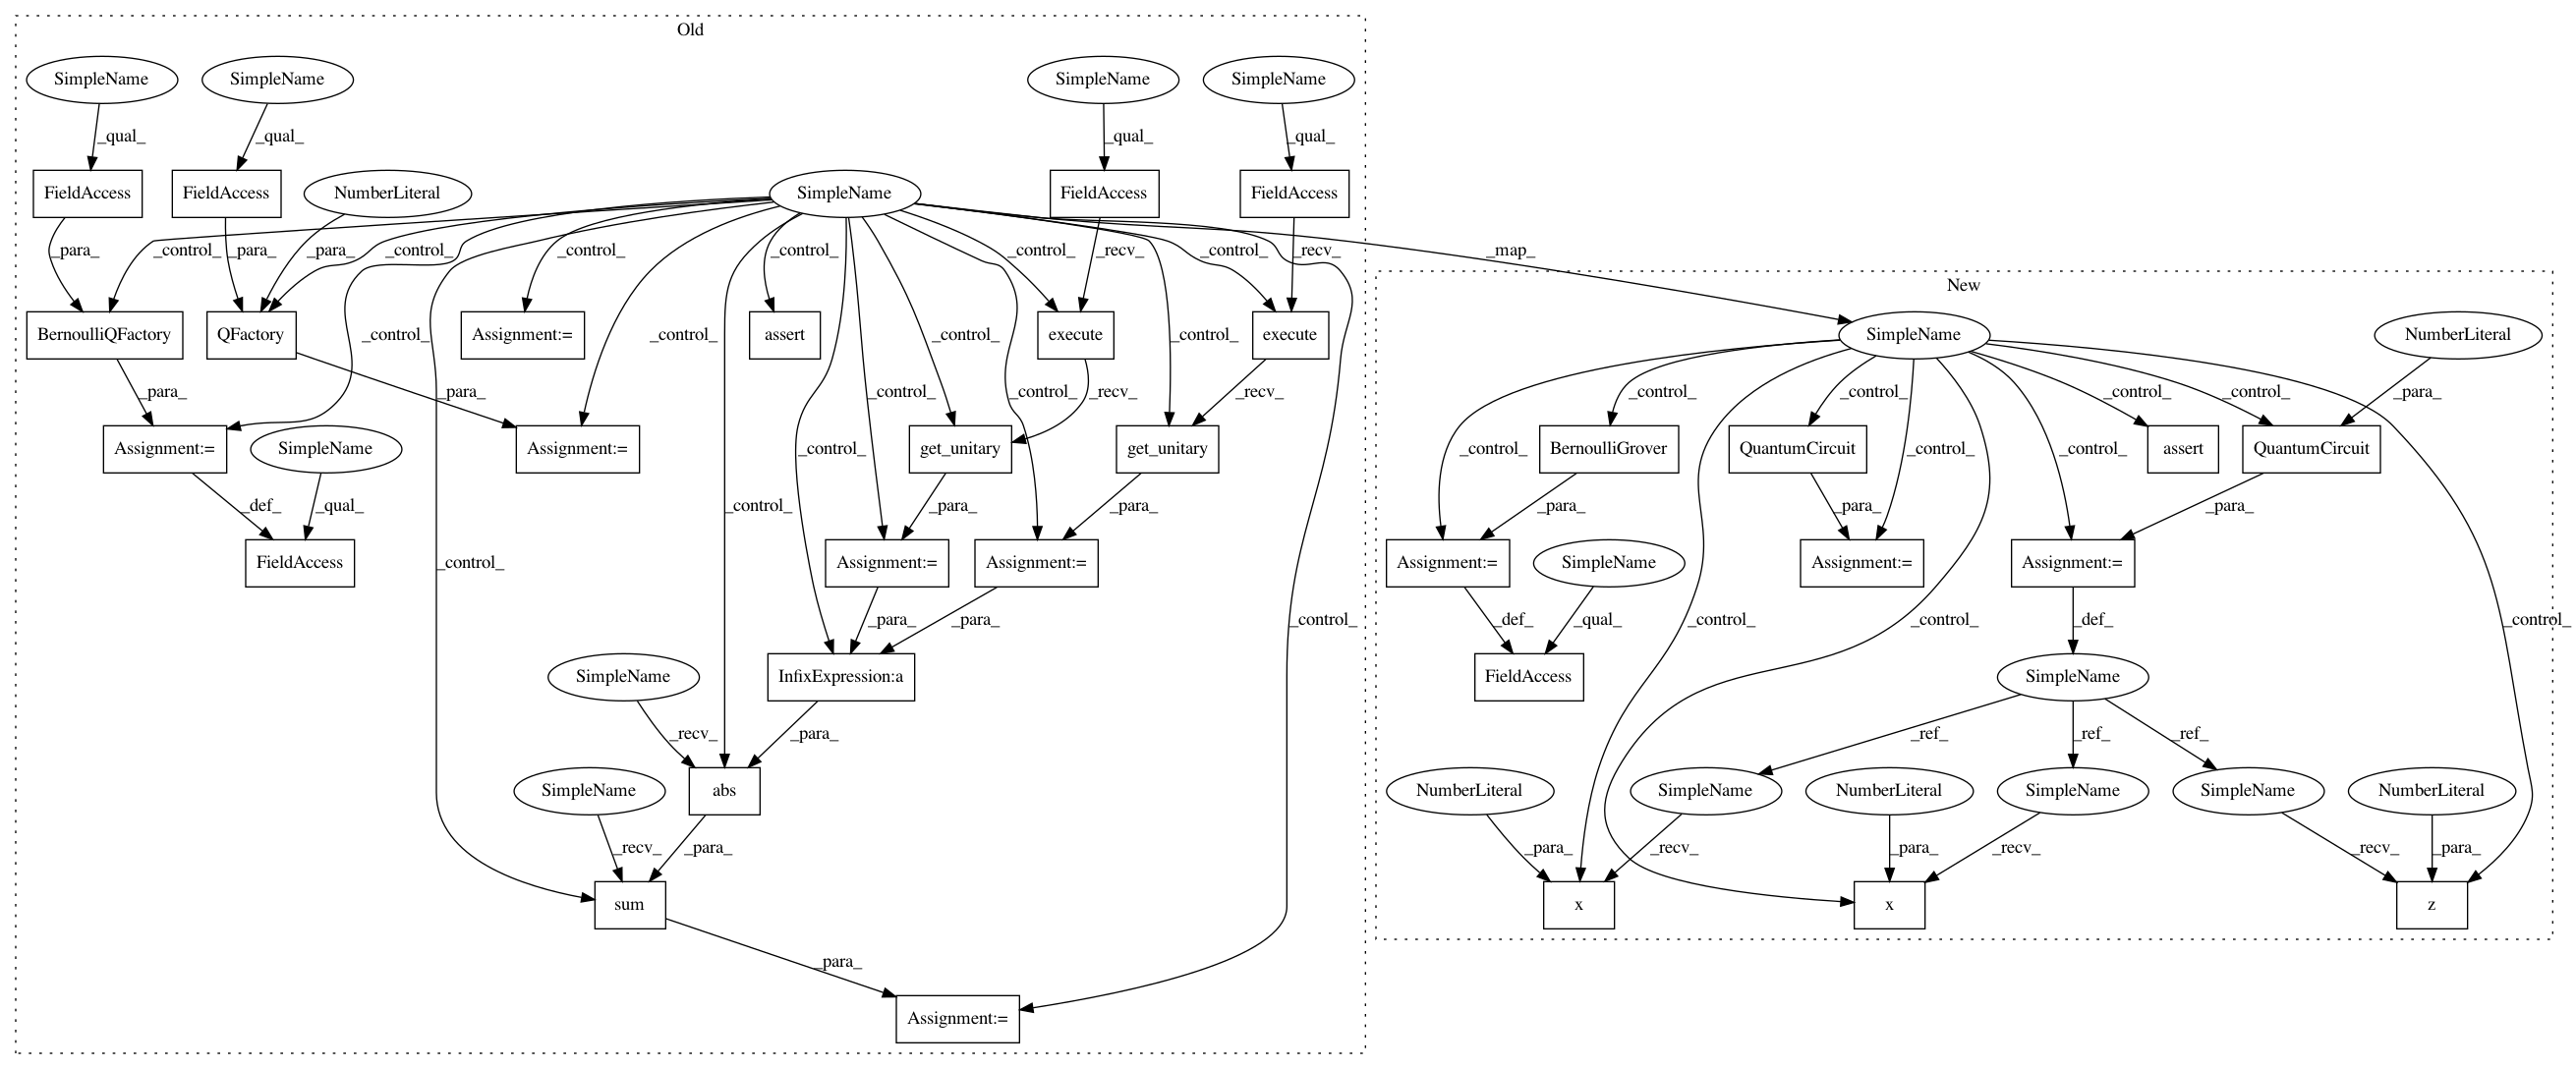 Old
SimpleName
SimpleName
SimpleName
SimpleName
_qual_
_qual_
_qual_
_qual_
FieldAccess
FieldAccess
NumberLiteral
SimpleName
FieldAccess
FieldAccess
_para_
_control_
_para_
_para_
_control_
_control_
_control_
_control_
_recv_
_control_
_recv_
_map_
New
BernoulliQFactory
QFactory
_control_
Assignment:=
_control_
assert
_control_
execute
_control_
execute
SimpleName
NumberLiteral
_para_
_para_
_control_
_control_
_recv_
_recv_
_control_
_control_
_control_
_control_
_para_
Assignment:=
SimpleName
Assignment:=
_control_
get_unitary
get_unitary
_control_
BernoulliGrover
QuantumCircuit
_control_
_control_
assert
QuantumCircuit
_def_
_qual_
_control_
_para_
_para_
_para_
_para_
_para_
FieldAccess
_control_
Assignment:=
Assignment:=
Assignment:=
SimpleName
Assignment:=
Assignment:=
_para_
_para_
_control_
_def_
_qual_
_control_
_control_
_def_
_control_
SimpleName
InfixExpression:a
FieldAccess
SimpleName
_recv_
_para_
_ref_
_ref_
_ref_
SimpleName
abs
NumberLiteral
SimpleName
NumberLiteral
SimpleName
SimpleName
NumberLiteral
_recv_
_para_
_para_
_recv_
_para_
_recv_
_recv_
_para_
sum
x
x
z
_para_
Assignment:=